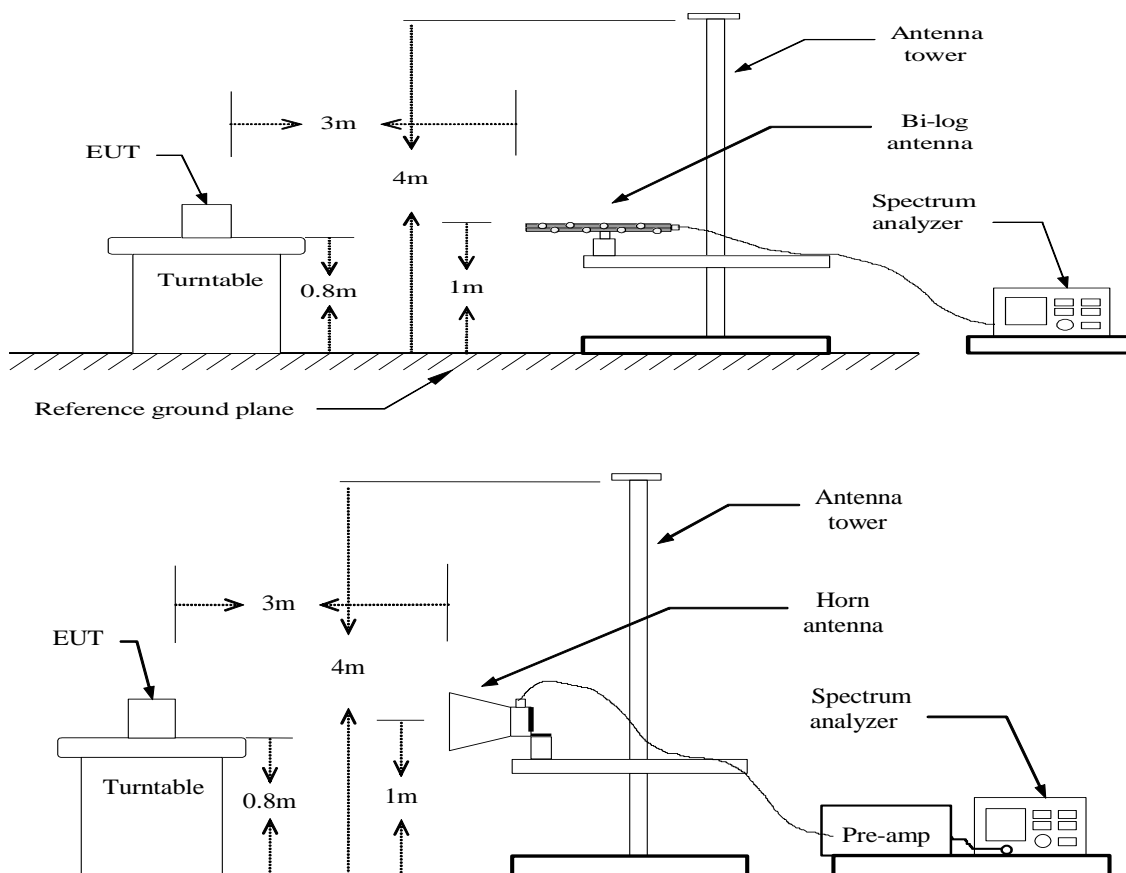 Antenna
tower
3m
Bi-log
antenna
EUT
4m
Spectrum
analyzer
Turntable
0.8m
1m
Reference ground plane
Antenna
tower
3m
Horn
antenna
EUT
4m
Spectrum
analyzer
Turntable
0.8m
1m
Pre-amp